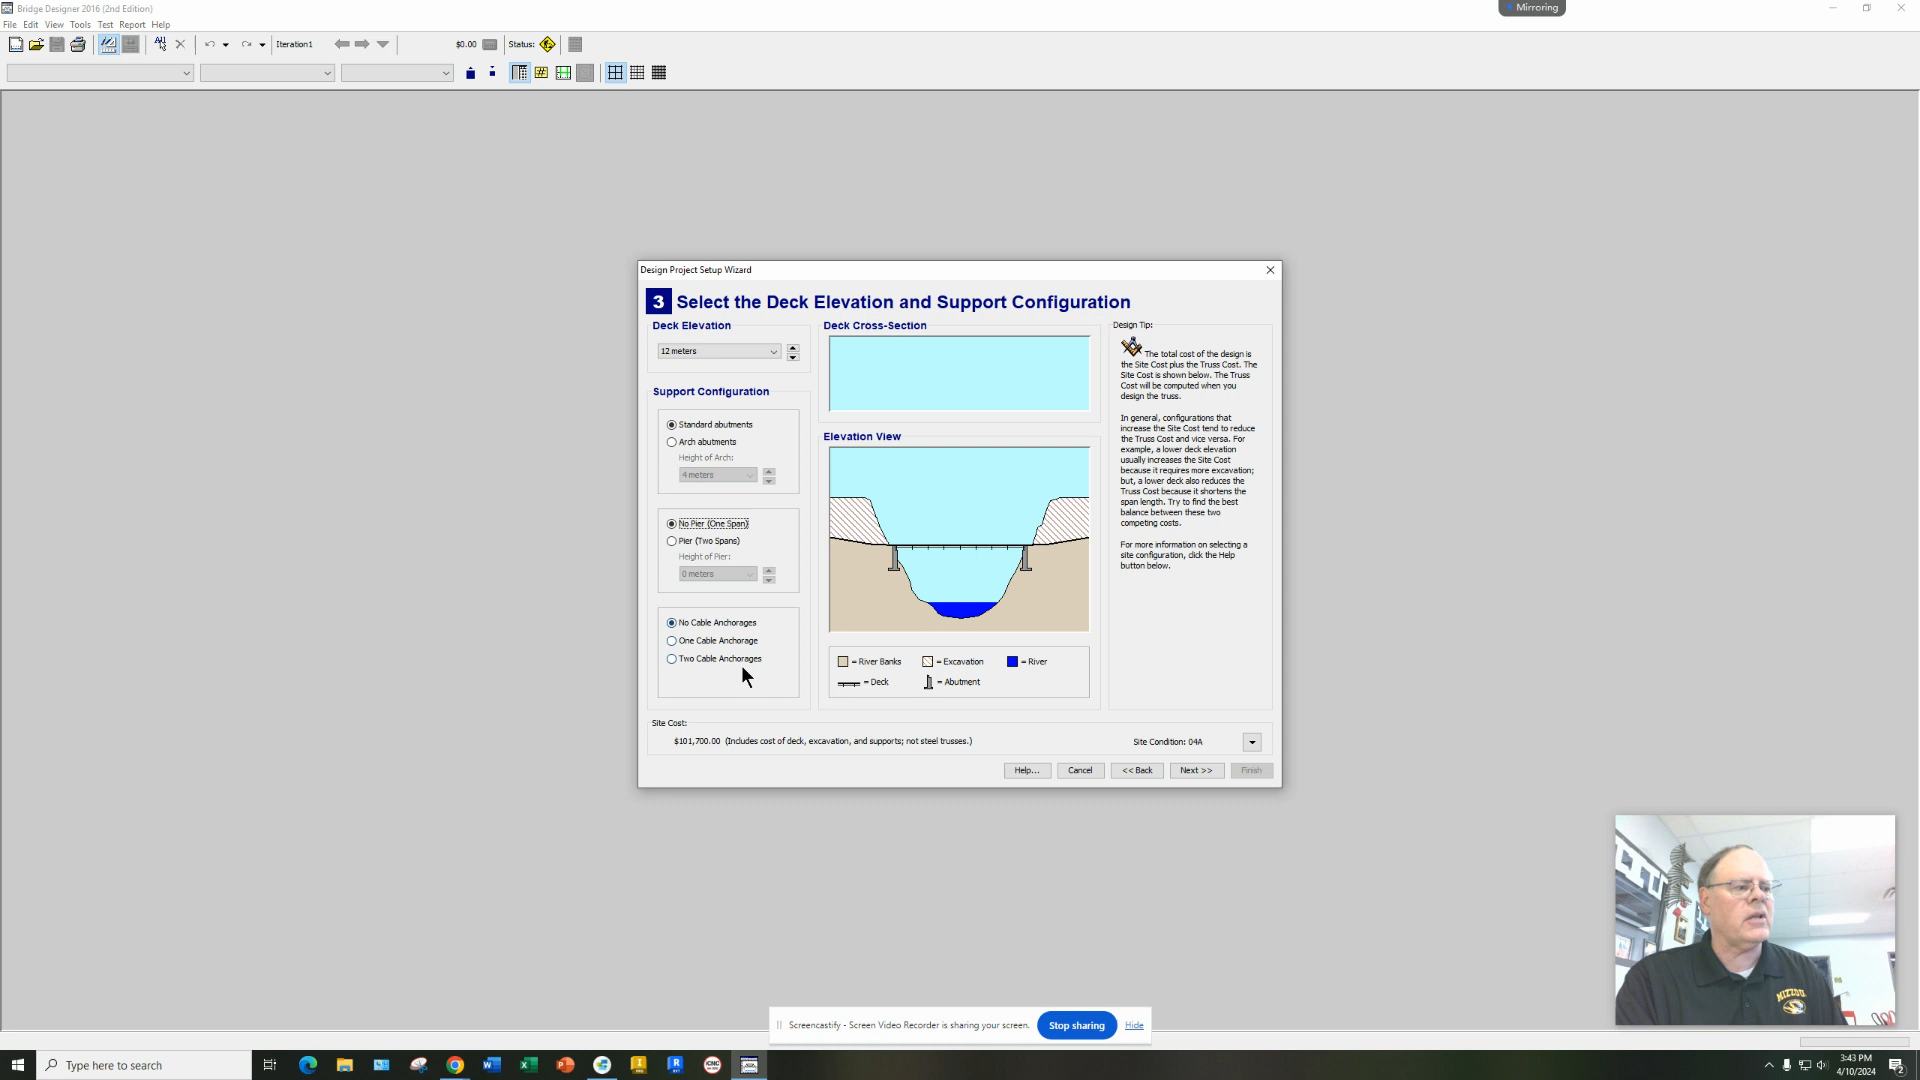 Bridge Designer 2016 (2nd Edition)
Mirroring
File Edit View Tools Test Report Help
Iteration1
$0.00
Status:
Design Project Setup Wizard
3 Select the Deck Elevation and Support Configuration
Deck Elevation
12 meters
Support Configuration
Standard abutments
Arch abutments
Height of Arch:
4 meters
No Pier (One Span)
Pier (Two Spans)
Height of Pier:
0 meters
No Cable Anchorages
One Cable Anchorage
Two Cable Anchorages
Deck Cross-Section
Elevation View
= River Banks
= Excavation
= River
= Deck
= Abutment
Design Tip:
The total cost of the design is
the Site Cost plus the Truss Cost. The
Site Cost is shown below. The Truss
Cost will be computed when you
design the truss.
In general, configurations that
increase the Site Cost tend to reduce
the Truss Cost and vice versa. For
example, a lower deck elevation
usually increases the Site Cost
because it requires more excavation;
but, a lower deck also reduces the
Truss Cost because it shortens the
span length. Try to find the best
balance between these two
competing costs.
For more information on selecting a
site configuration, click the Help
button below.
Site Cost:
$101,700.00 (Includes cost of deck, excavation, and supports; not steel trusses.)
Site Condition: 04A
Help...
Cancel
<< Back
Next >>
Finish
MIZZOU
Screencastify - Screen Video Recorder is sharing your screen.
Stop sharing
Hide
Type here to search
3:43 PM
4/10/2024
2